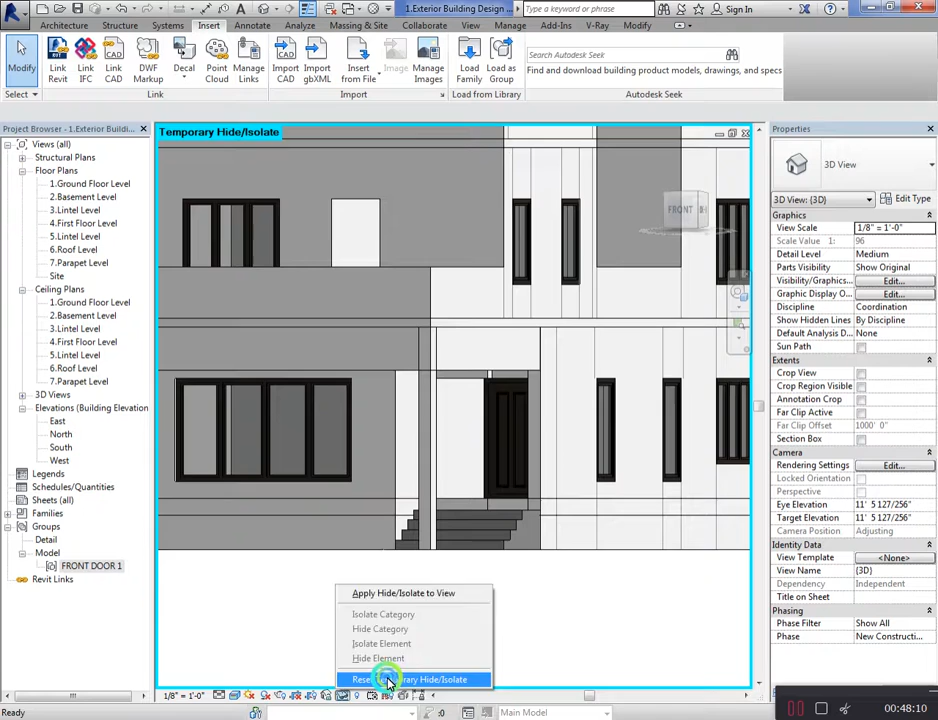 1.Exterior Building Design...
Type a keyword or phrase
Sign In
Architecture Structure Systems Insert Annotate Analyze Massing & Site Collaborate View Manage Add-Ins V-Ray Modify
Modify
Link Revit
Link IFC
Link CAD
DWF Markup
Decal
Point Cloud
Manage Links
Import CAD
Import gbXML
Insert from File
Image
Manage Images
Load Family
Load as Group
Search Autodesk Seek
Find and download building product models, drawings, and specs
Select
Link
Import
Load from Library
Autodesk Seek
Project Browser - 1.Exterior Buildi...
Views (all)
Structural Plans
Floor Plans
1.Ground Floor Level
2.Basement Level
3.Lintel Level
4.First Floor Level
5.Lintel Level
6.Roof Level
7.Parapet Level
Site
Ceiling Plans
1.Ground Floor Level
2.Basement Level
3.Lintel Level
4.First Floor Level
5.Lintel Level
6.Roof Level
7.Parapet Level
3D Views
Elevations (Building Elevation
East
North
South
West
Legends
Schedules/Quantities
Sheets (all)
Families
Groups
Detail
Model
FRONT DOOR 1
Revit Links
Temporary Hide/Isolate
FRONT
Apply Hide/Isolate to View
Isolate Category
Hide Category
Isolate Element
Hide Element
1/8" = 1'-0"
:0
Main Model
Properties
3D View
3D View: {3D}
Edit Type
Graphics
View Scale 1/8" = 1'-0"
Scale Value 1: 96
Detail Level Medium
Parts Visibility Show Original
Visibility/Graphics... Edit...
Graphic Display O... Edit...
Discipline Coordination
Show Hidden Lines By Discipline
Default Analysis D... None
Sun Path
Extents
Crop View
Crop Region Visible
Annotation Crop
Far Clip Active
Far Clip Offset 1000' 0"
Section Box
Camera
Rendering Settings Edit...
Locked Orientation
Perspective
Eye Elevation 11' 5 127/256"
Target Elevation 11' 5 127/256"
Camera Position Adjusting
Identity Data
View Template <None>
View Name {3D}
Dependency Independent
Title on Sheet
Phasing
Phase Filter Show All
Phase New Constructi...
00:48:10